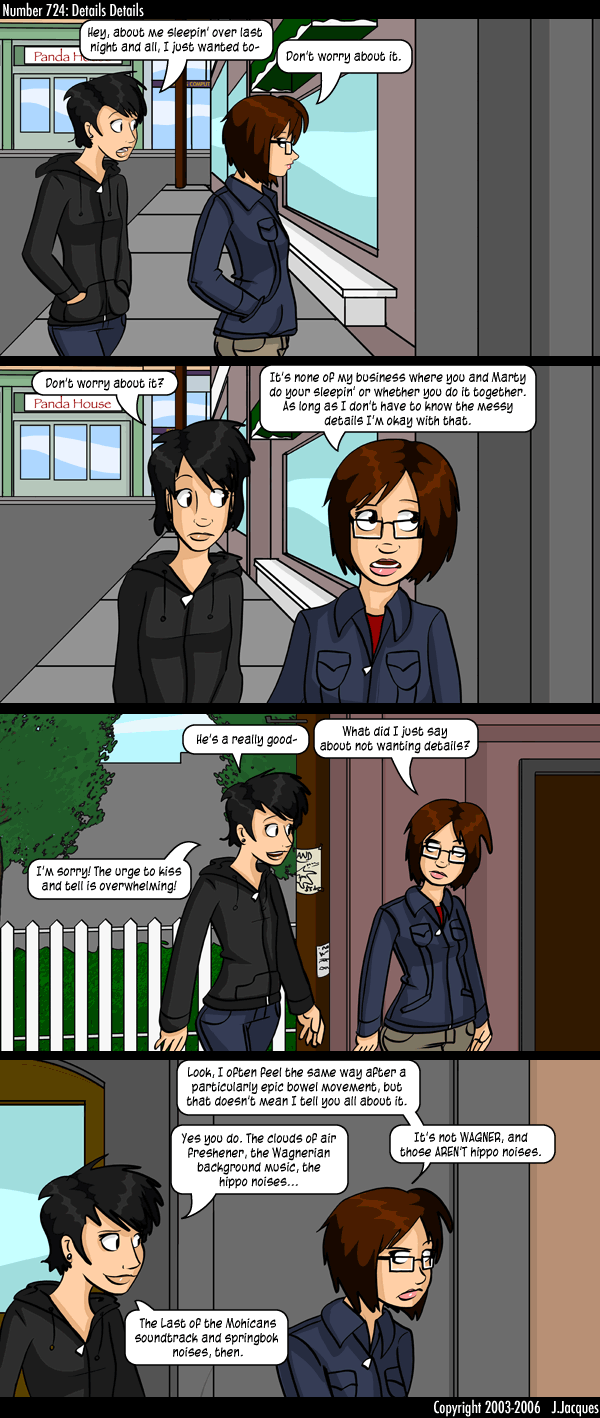 Number 724: Details Details
Hey, about me sleepin' over last
night and all, I just wanted to-
Don't worry about it.
Panda H
COMPUT
Don't worry about it?
It's none of my business where you and Marty
do your sleepin' or whether you do it together.
As long as I don't have to know the messy
details I'm okay with that.
Panda House
He's a really good-
What did I just say
about not wanting details?
I'm sorry! The urge to kiss
and tell is overwhelming!
AND
Look, I often feel the same way after a
particularly epic bowel movement, but
that doesn't mean I tell you all about it.
Yes you do. The clouds of air
freshener, the Wagnerian
background music, the
hippo noises...
It's not WAGNER, and
those AREN'T hippo noises.
The Last of the Mohicans
soundtrack and springbok
noises, then.
Copyright 2003-2006 J.Jacques